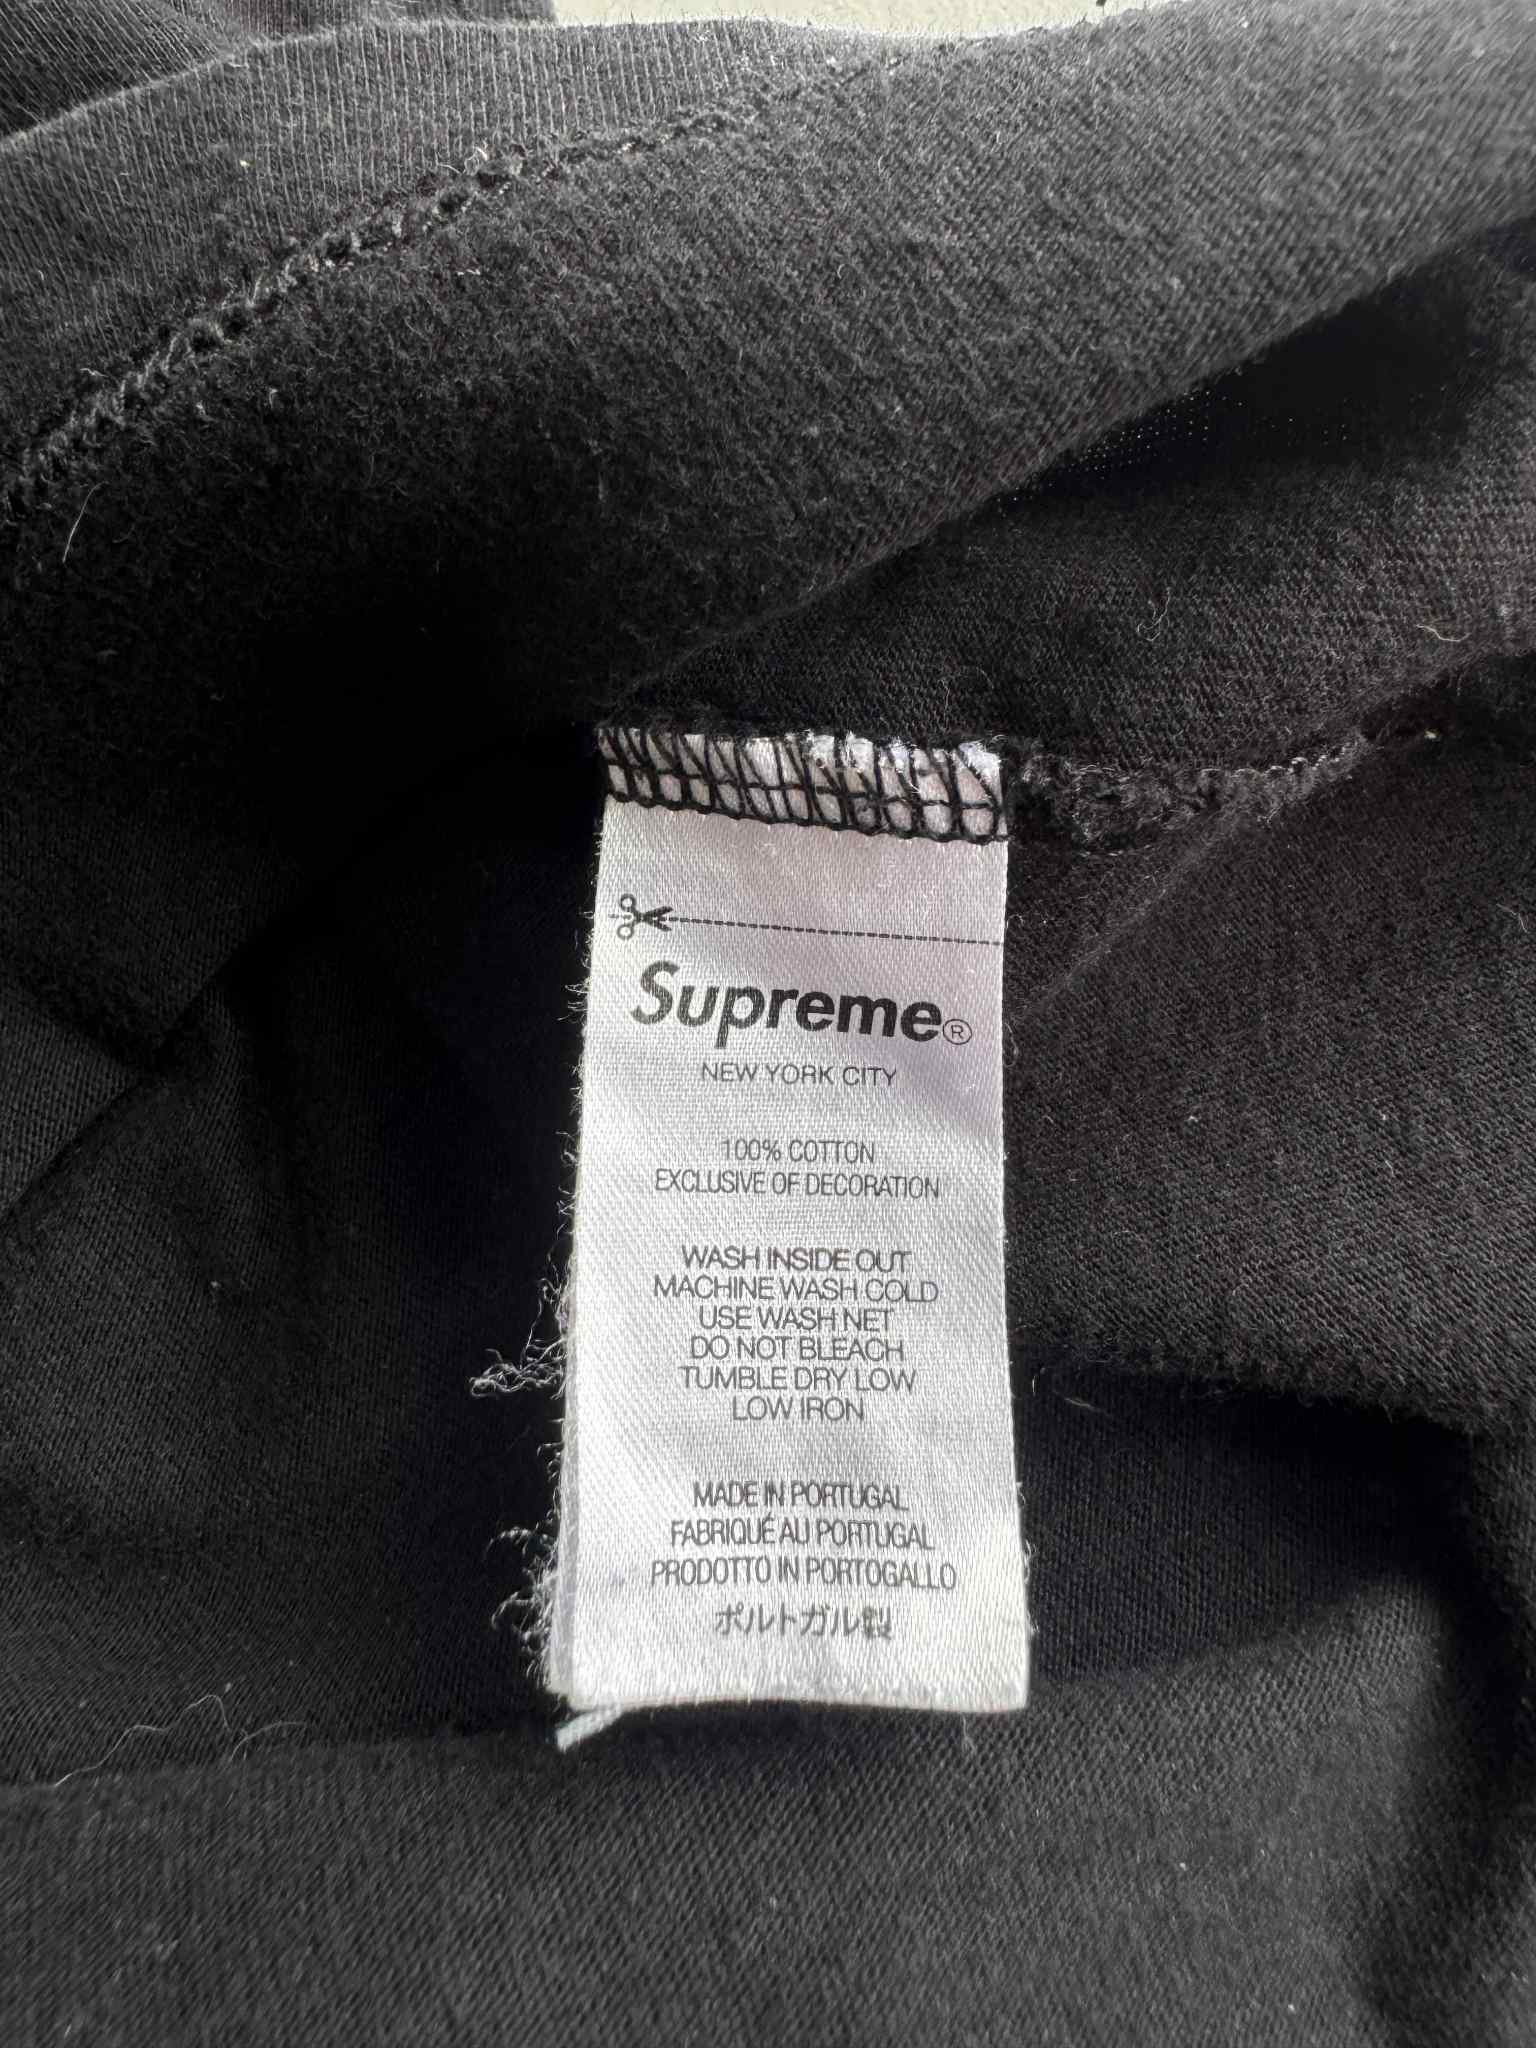 Supreme®
NEW YORK CITY
100% COTTON
EXCLUSIVE OF DECORATION
WASH INSIDE OUT
MACHINE WASH COLD
USE WASH NET
DO NOT BLEACH
TUMBLE DRY LOW
LOW IRON
MADE IN PORTUGAL
FABRIQUÉ AU PORTUGAL
PRODOTTO IN PORTOGALLO
ポルトガル製